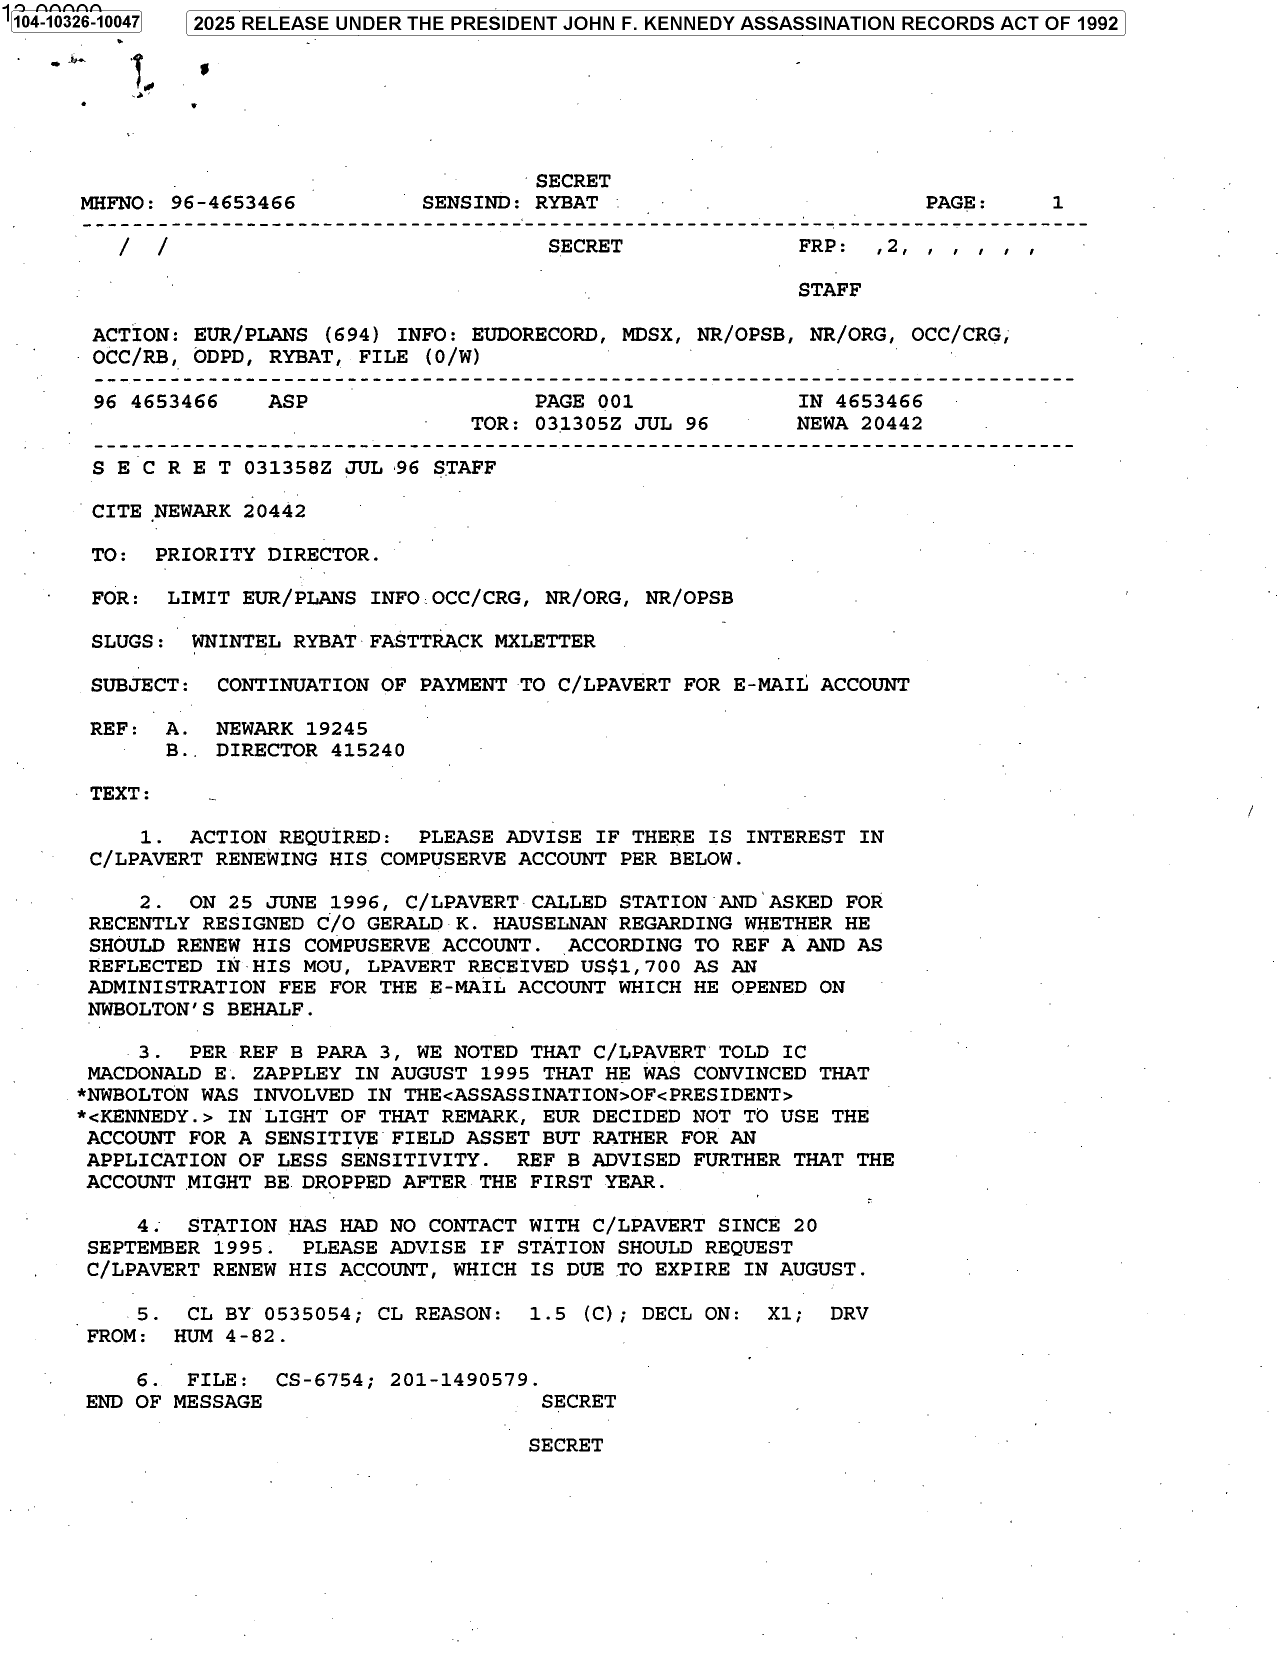 104-10326-10047
2025 RELEASE UNDER THE PRESIDENT JOHN F. KENNEDY ASSASSINATION RECORDS ACT OF 1992
SECRET
MHFNO: 96-4653466 SENSIND: RYBAT PAGE: 1
--------------------------------------------------------------------------------
/ / SECRET FRP: ,2, , , , , ,
STAFF
ACTION: EUR/PLANS (694) INFO: EUDORECORD, MDSX, NR/OPSB, NR/ORG, OCC/CRG,
OCC/RB, ODPD, RYBAT, FILE (0/W)
------------------------------------------------------------------------------
96 4653466 ASP PAGE 001 IN 4653466
TOR: 031305Z JUL 96 NEWA 20442
------------------------------------------------------------------------------
S E C R E T 031358Z JUL 96 STAFF
CITE NEWARK 20442
TO: PRIORITY DIRECTOR.
FOR: LIMIT EUR/PLANS INFO OCC/CRG, NR/ORG, NR/OPSB
SLUGS: WNINTEL RYBAT FASTTRACK MXLETTER
SUBJECT: CONTINUATION OF PAYMENT TO C/LPAVERT FOR E-MAIL ACCOUNT
REF: A. NEWARK 19245
B. DIRECTOR 415240
TEXT:
1. ACTION REQUIRED: PLEASE ADVISE IF THERE IS INTEREST IN
C/LPAVERT RENEWING HIS COMPUSERVE ACCOUNT PER BELOW.
2. ON 25 JUNE 1996, C/LPAVERT CALLED STATION AND ASKED FOR
RECENTLY RESIGNED C/O GERALD K. HAUSELNAN REGARDING WHETHER HE
SHOULD RENEW HIS COMPUSERVE ACCOUNT. ACCORDING TO REF A AND AS
REFLECTED IN HIS MOU, LPAVERT RECEIVED US$1,700 AS AN
ADMINISTRATION FEE FOR THE E-MAIL ACCOUNT WHICH HE OPENED ON
NWBOLTON'S BEHALF.
3. PER REF B PARA 3, WE NOTED THAT C/LPAVERT TOLD IC
MACDONALD E. ZAPPLEY IN AUGUST 1995 THAT HE WAS CONVINCED THAT
*NWBOLTON WAS INVOLVED IN THE<ASSASSINATION>OF<PRESIDENT>
*<KENNEDY.> IN LIGHT OF THAT REMARK, EUR DECIDED NOT TO USE THE
ACCOUNT FOR A SENSITIVE FIELD ASSET BUT RATHER FOR AN
APPLICATION OF LESS SENSITIVITY. REF B ADVISED FURTHER THAT THE
ACCOUNT MIGHT BE DROPPED AFTER THE FIRST YEAR.
4. STATION HAS HAD NO CONTACT WITH C/LPAVERT SINCE 20
SEPTEMBER 1995. PLEASE ADVISE IF STATION SHOULD REQUEST
C/LPAVERT RENEW HIS ACCOUNT, WHICH IS DUE TO EXPIRE IN AUGUST.
5. CL BY 0535054; CL REASON: 1.5 (C); DECL ON: X1; DRV
FROM: HUM 4-82.
6. FILE: CS-6754; 201-1490579.
END OF MESSAGE SECRET
SECRET